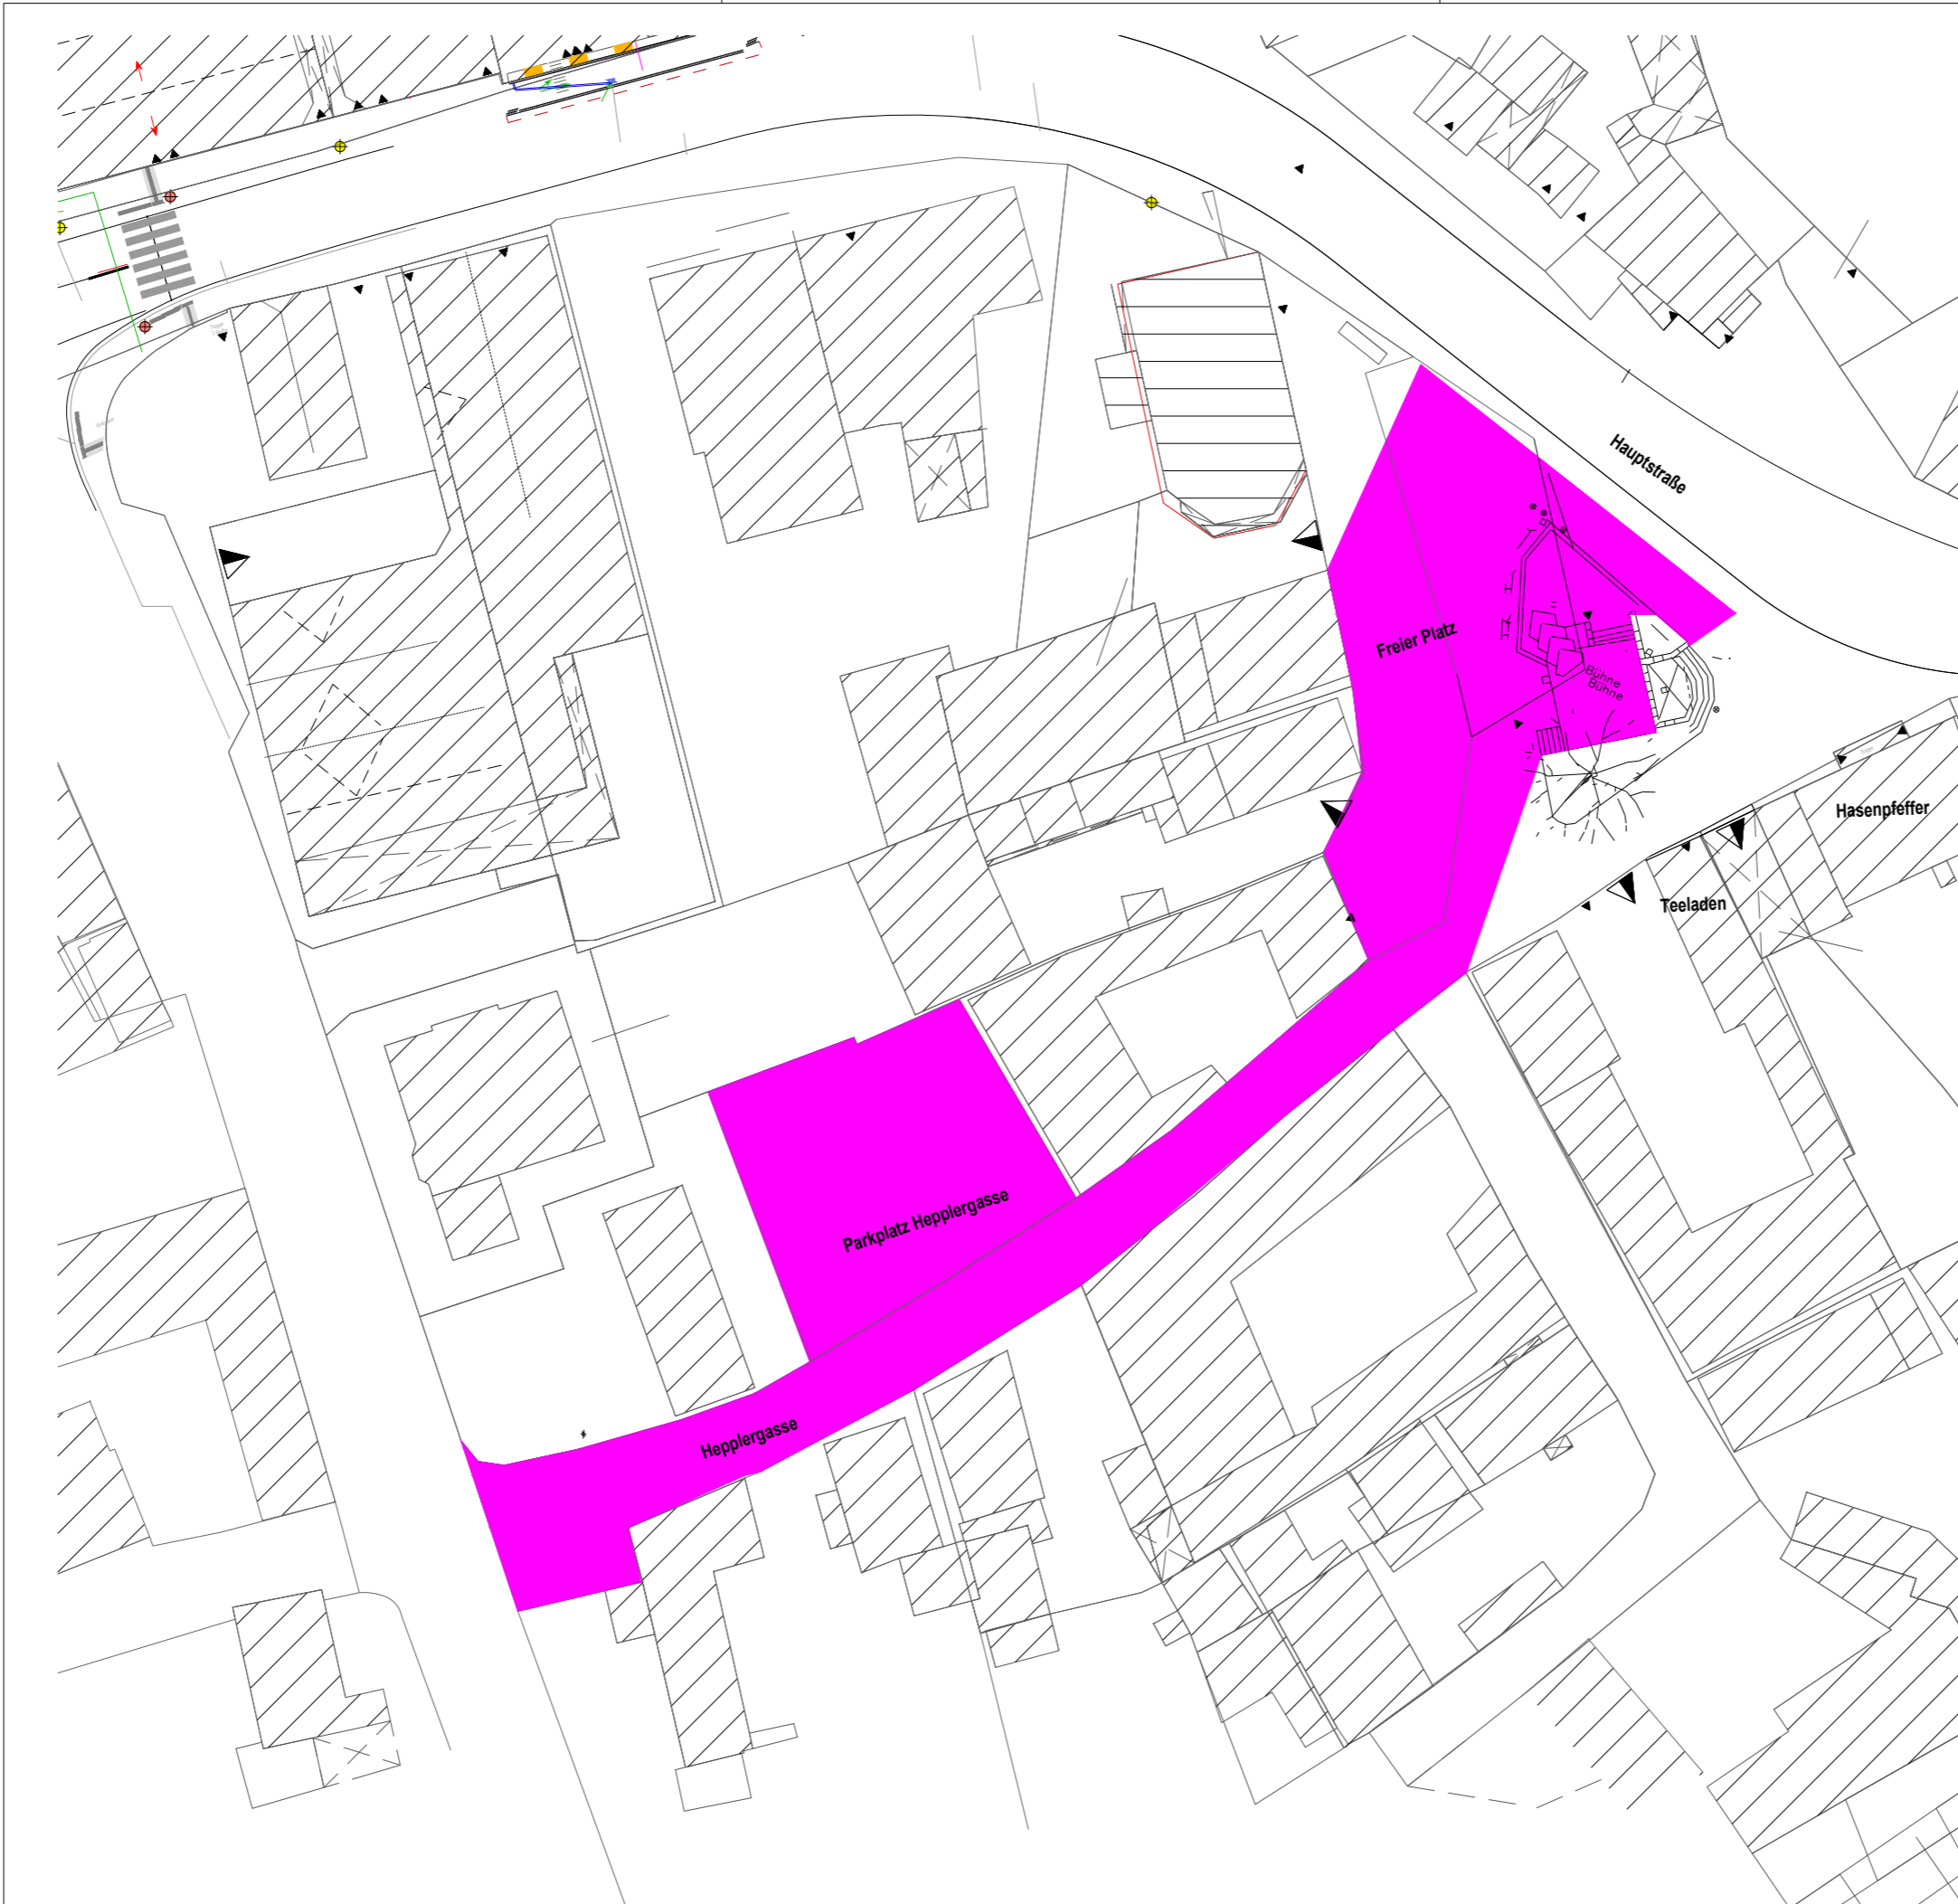 Hauptstraße
Freier Platz
Bühne
Bühne
Hasenpfeffer
Teeladen
Parkplatz Hepplergasse
Hepplergasse